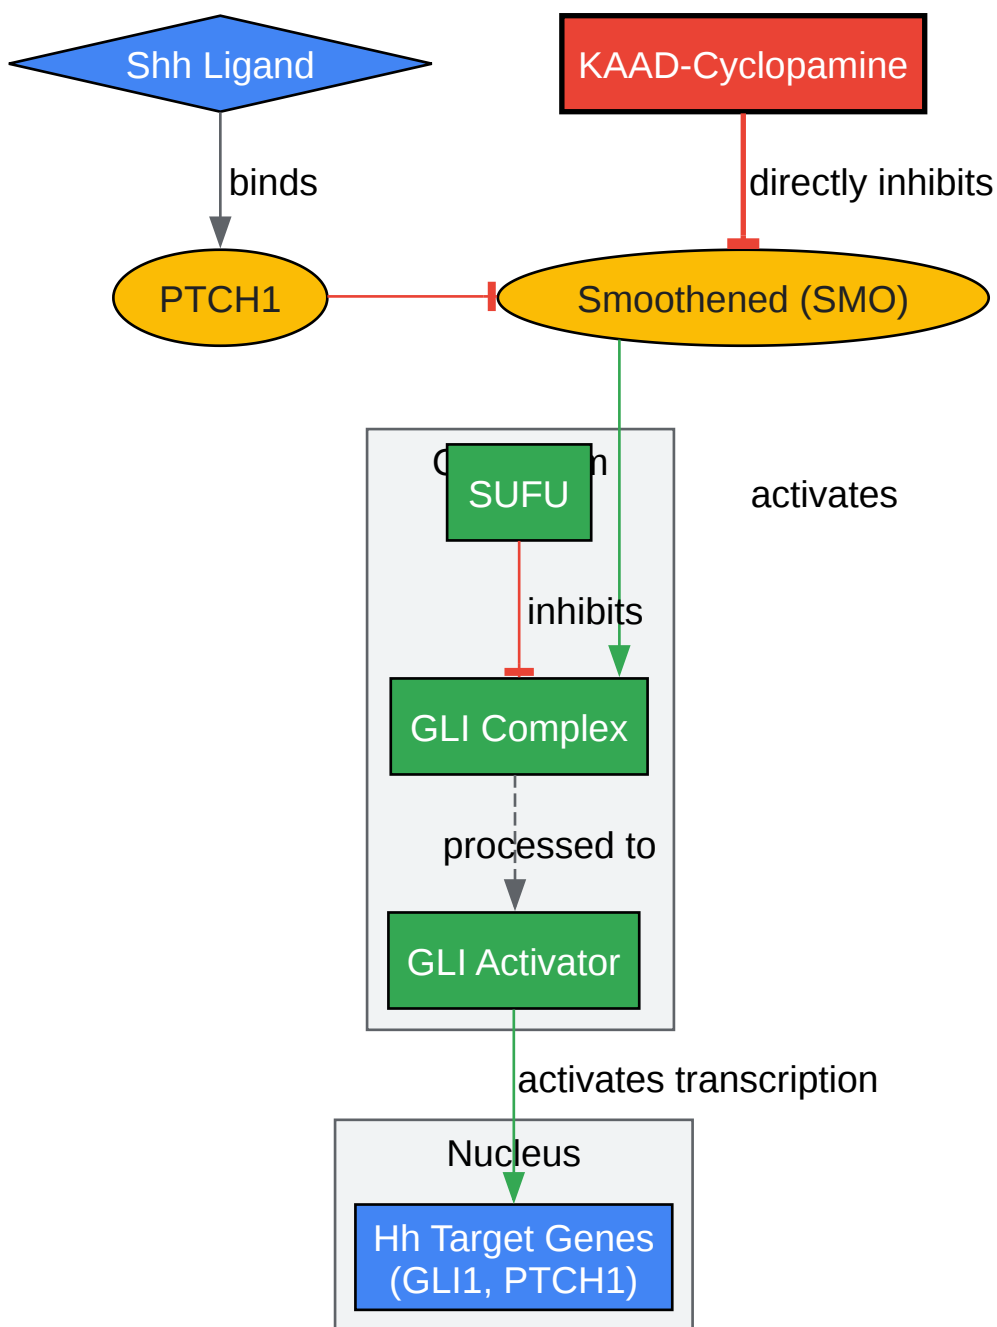 Shh Ligand
KAAD-Cyclopamine
binds
directly inhibits
PTCH1
Smoothened (SMO)
SUFU
activates
inhibits
GLI Complex
processed to
GLI Activator
activates transcription
Nucleus
Hh Target Genes
(GLI1, PTCH1)